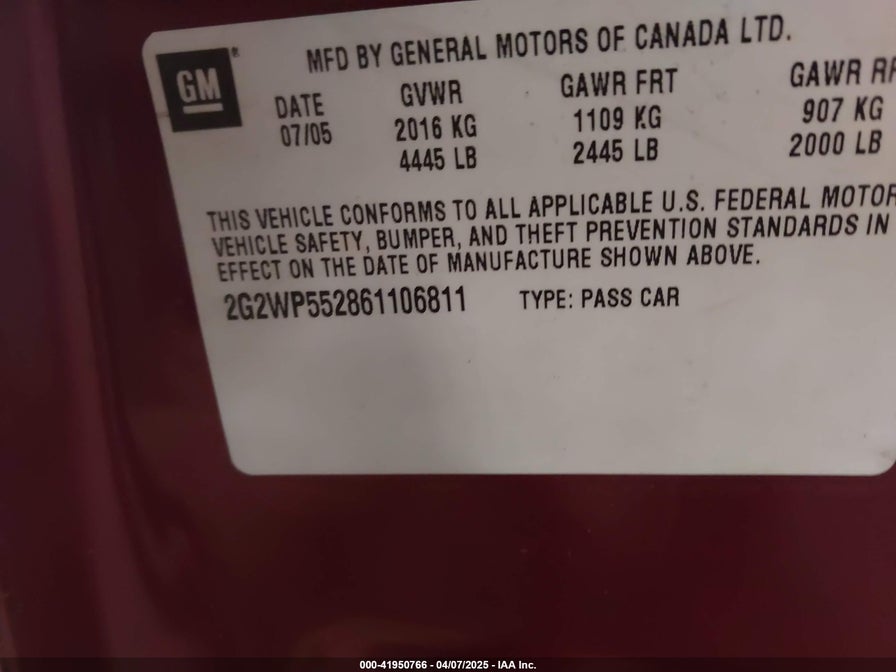 GM®
MFD BY GENERAL MOTORS OF CANADA LTD.
DATE GVWR GAWR FRT GAWR RR
07/05 2016 KG 1109 KG 907 KG
4445 LB 2445 LB 2000 LB
THIS VEHICLE CONFORMS TO ALL APPLICABLE U.S. FEDERAL MOTOR
VEHICLE SAFETY, BUMPER, AND THEFT PREVENTION STANDARDS IN
EFFECT ON THE DATE OF MANUFACTURE SHOWN ABOVE.
2G2WP552861106811 TYPE: PASS CAR
000-41950766 - 04/07/2025 - IAA Inc.